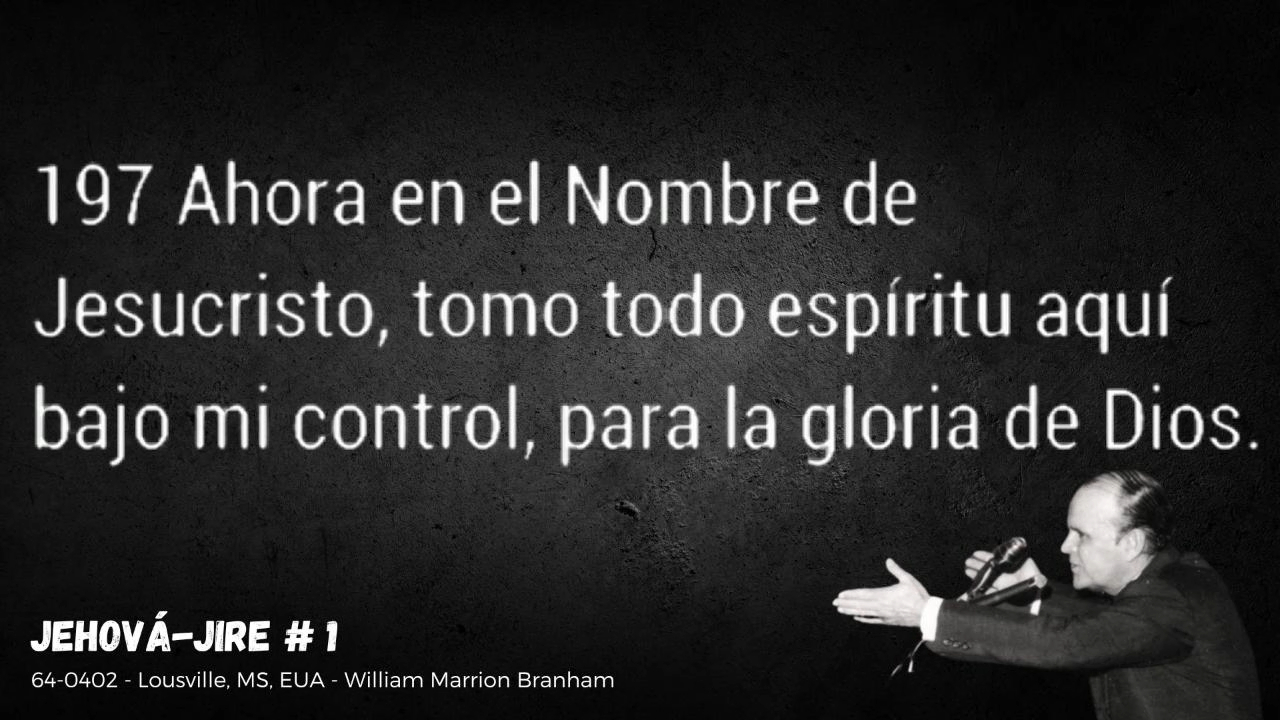 197 Ahora en el Nombre de
Jesucristo, tomo todo espíritu aquí
bajo mi control, para la gloria de Dios.
JEHOVÁ-JIRE # 1
64-0402 - Lousville, MS, EUA - William Marrion Branham